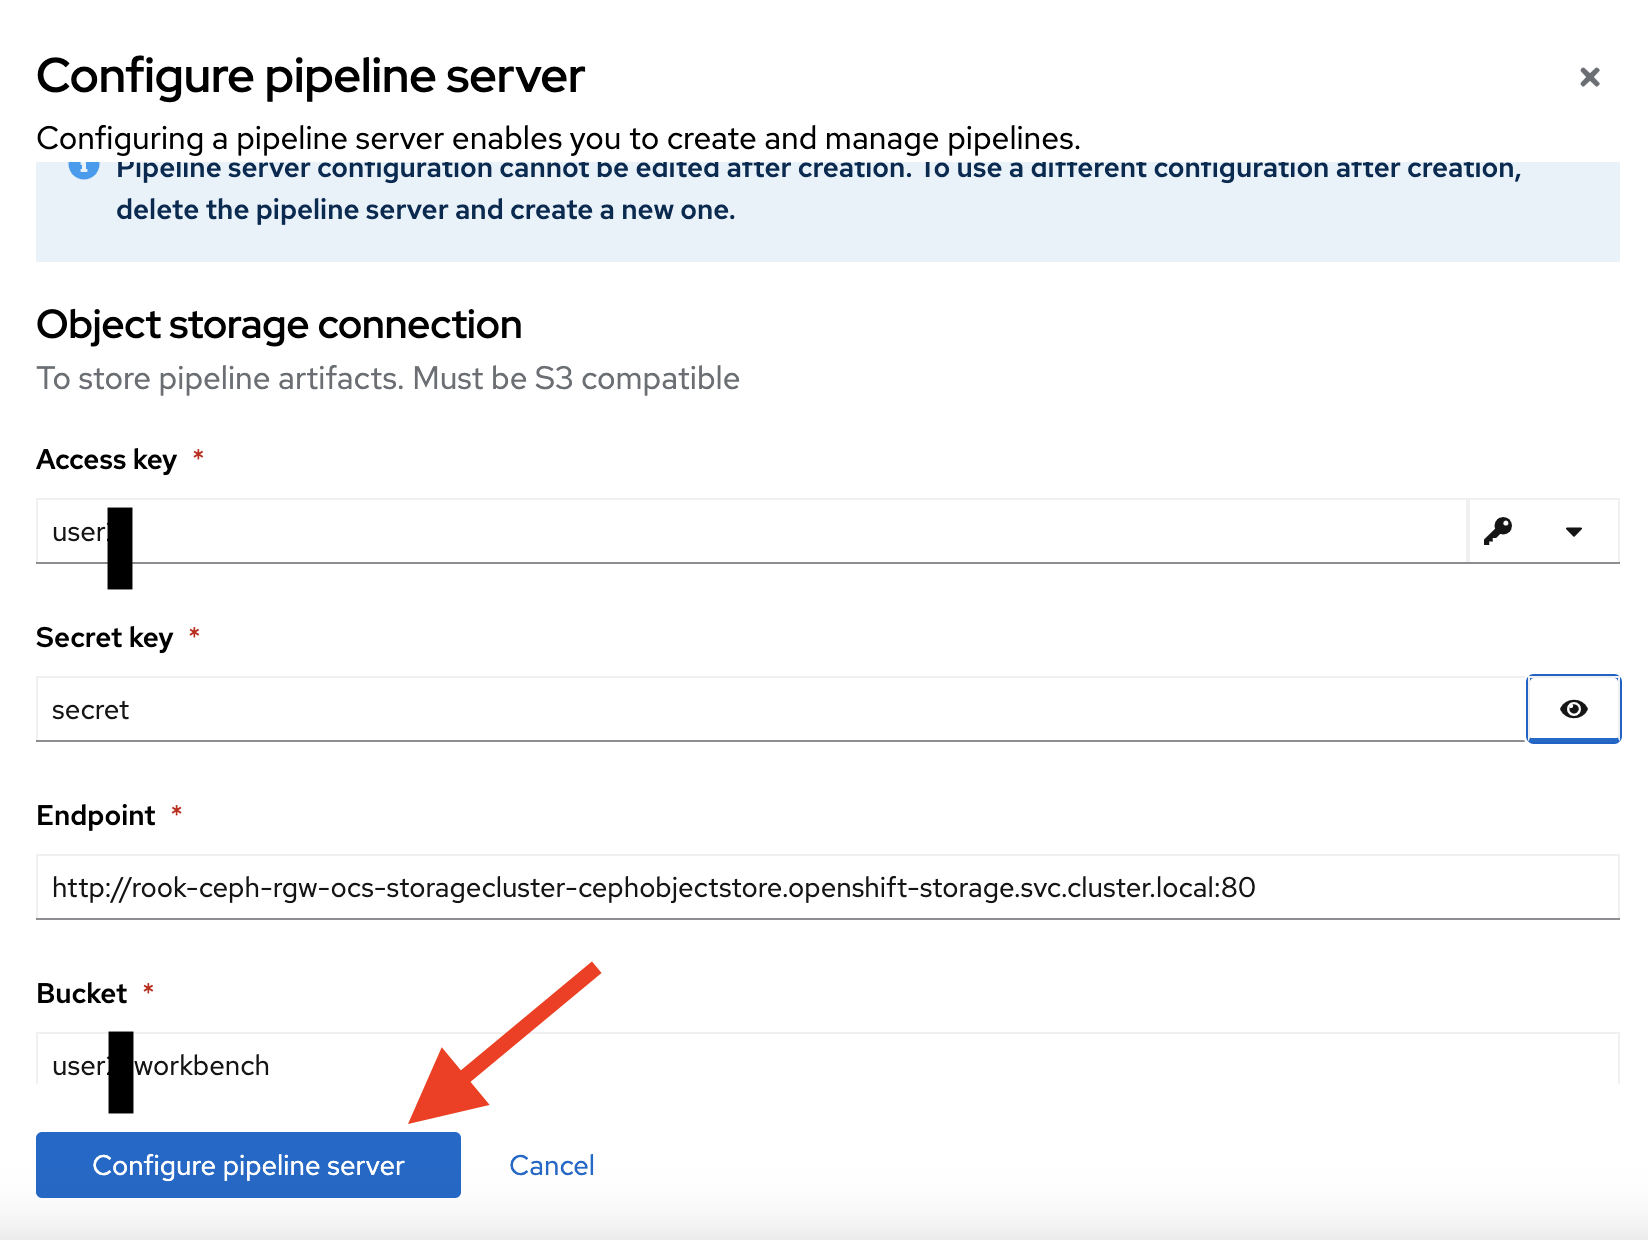 Configure pipeline server
Configuring a pipeline server enables you to create and manage pipelines.
Pipeline server configuration cannot be edited after creation. To use a different configuration after creation,
delete the pipeline server and create a new one.
Object storage connection
To store pipeline artifacts. Must be S3 compatible
Access key *
user
Secret key *
secret
Endpoint *
http://rook-ceph-rgw-ocs-storagecluster-cephobjectstore.openshift-storage.svc.cluster.local:80
Bucket *
user workbench
Configure pipeline server Cancel